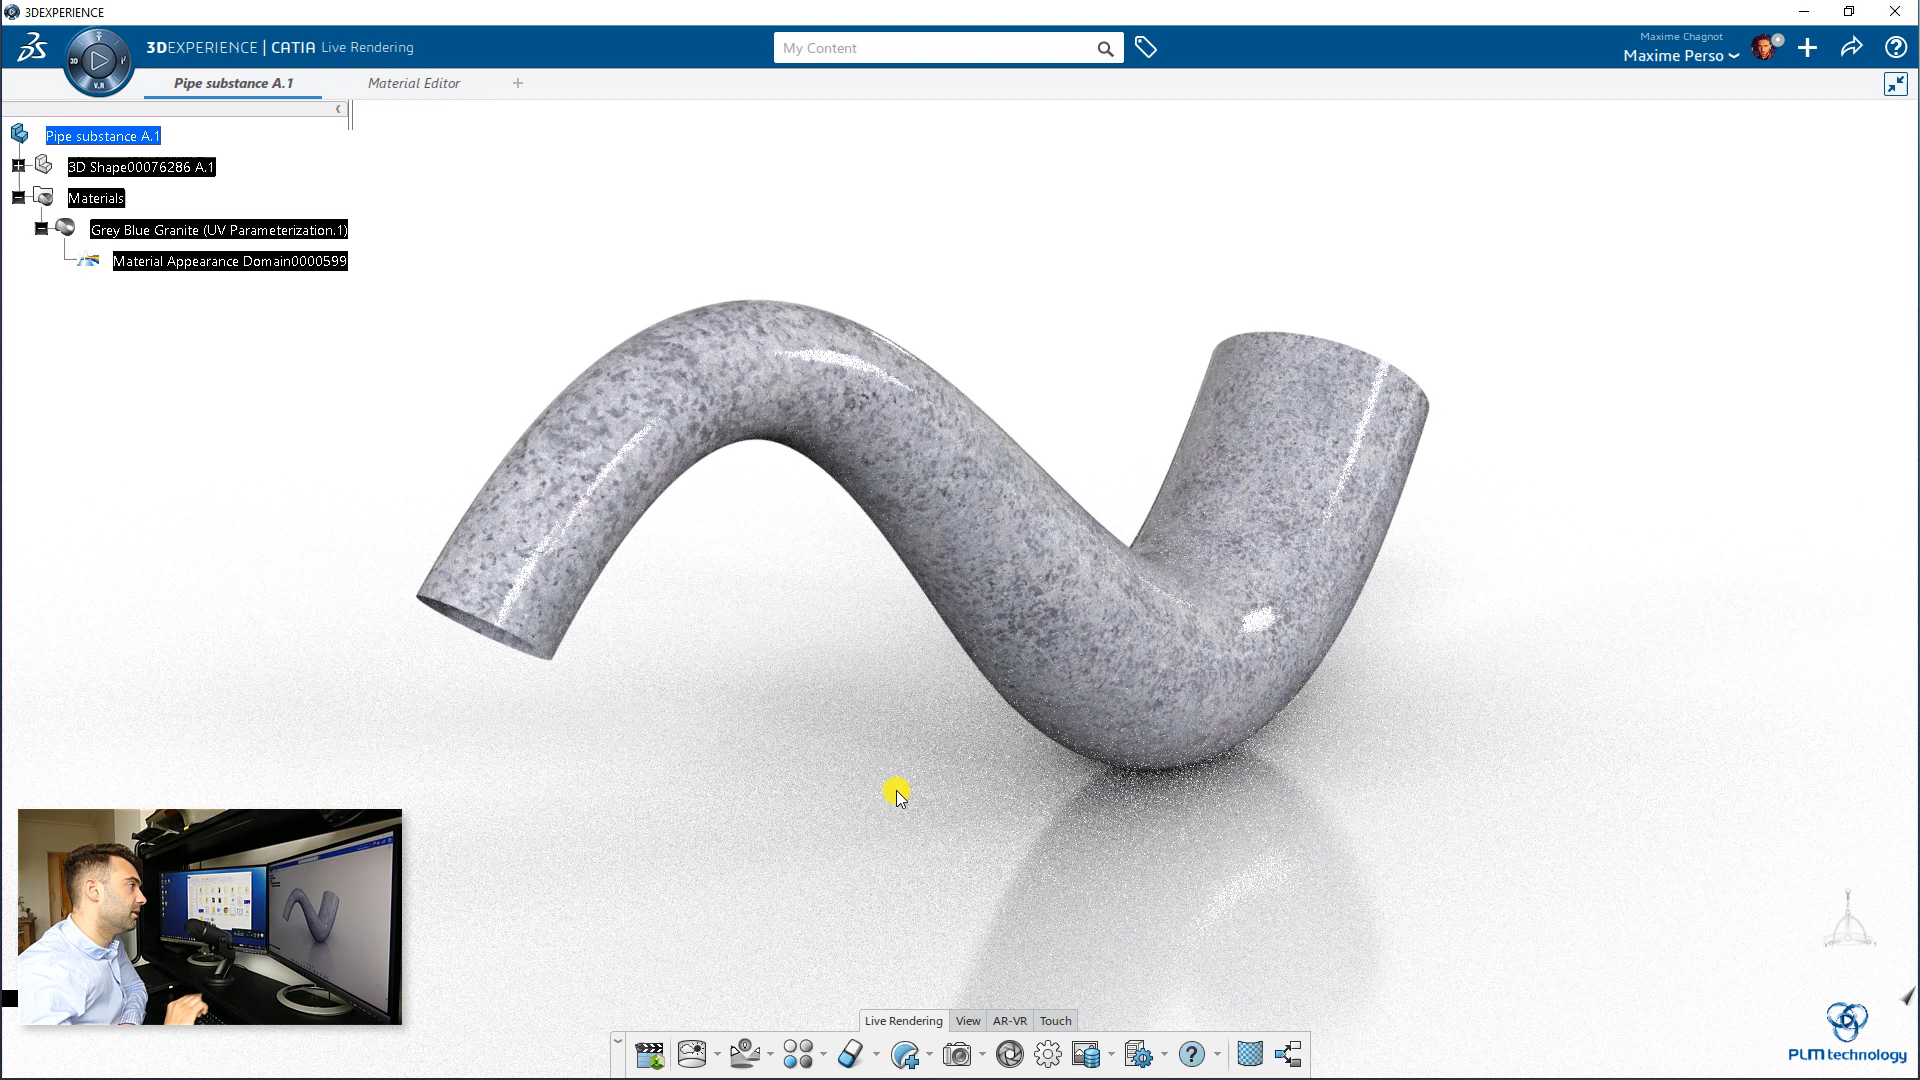 3DEXPERIENCE
3DEXPERIENCE | CATIA Live Rendering
My Content
Maxime Chagnot
Maxime Perso
3D
V.R
Pipe substance A.1
Material Editor
Pipe substance A.1
3D Shape00076286 A.1
Materials
Grey Blue Granite (UV Parameterization.1)
Material Appearance Domain0000599
Live Rendering View AR-VR Touch
PLM technology